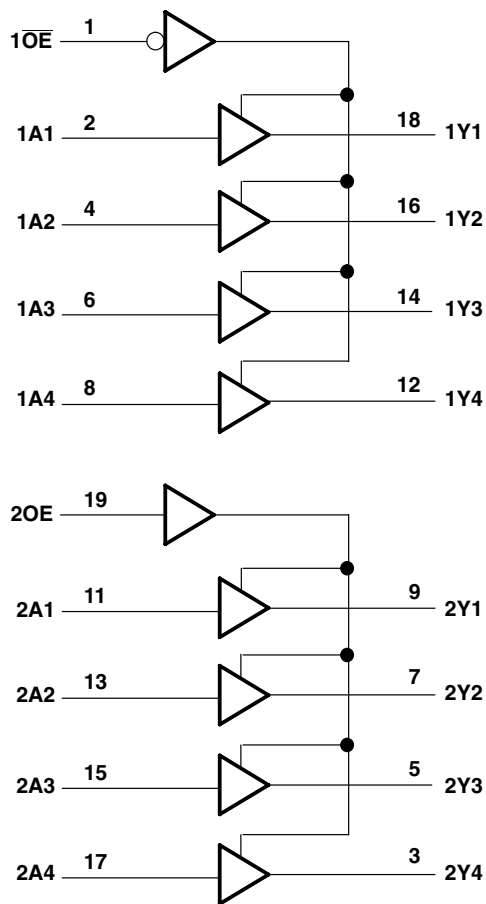 1O̅E̅ 1
1A1 2 18 1Y1
1A2 4 16 1Y2
1A3 6 14 1Y3
1A4 8 12 1Y4
2OE 19
2A1 11 9 2Y1
2A2 13 7 2Y2
2A3 15 5 2Y3
2A4 17 3 2Y4